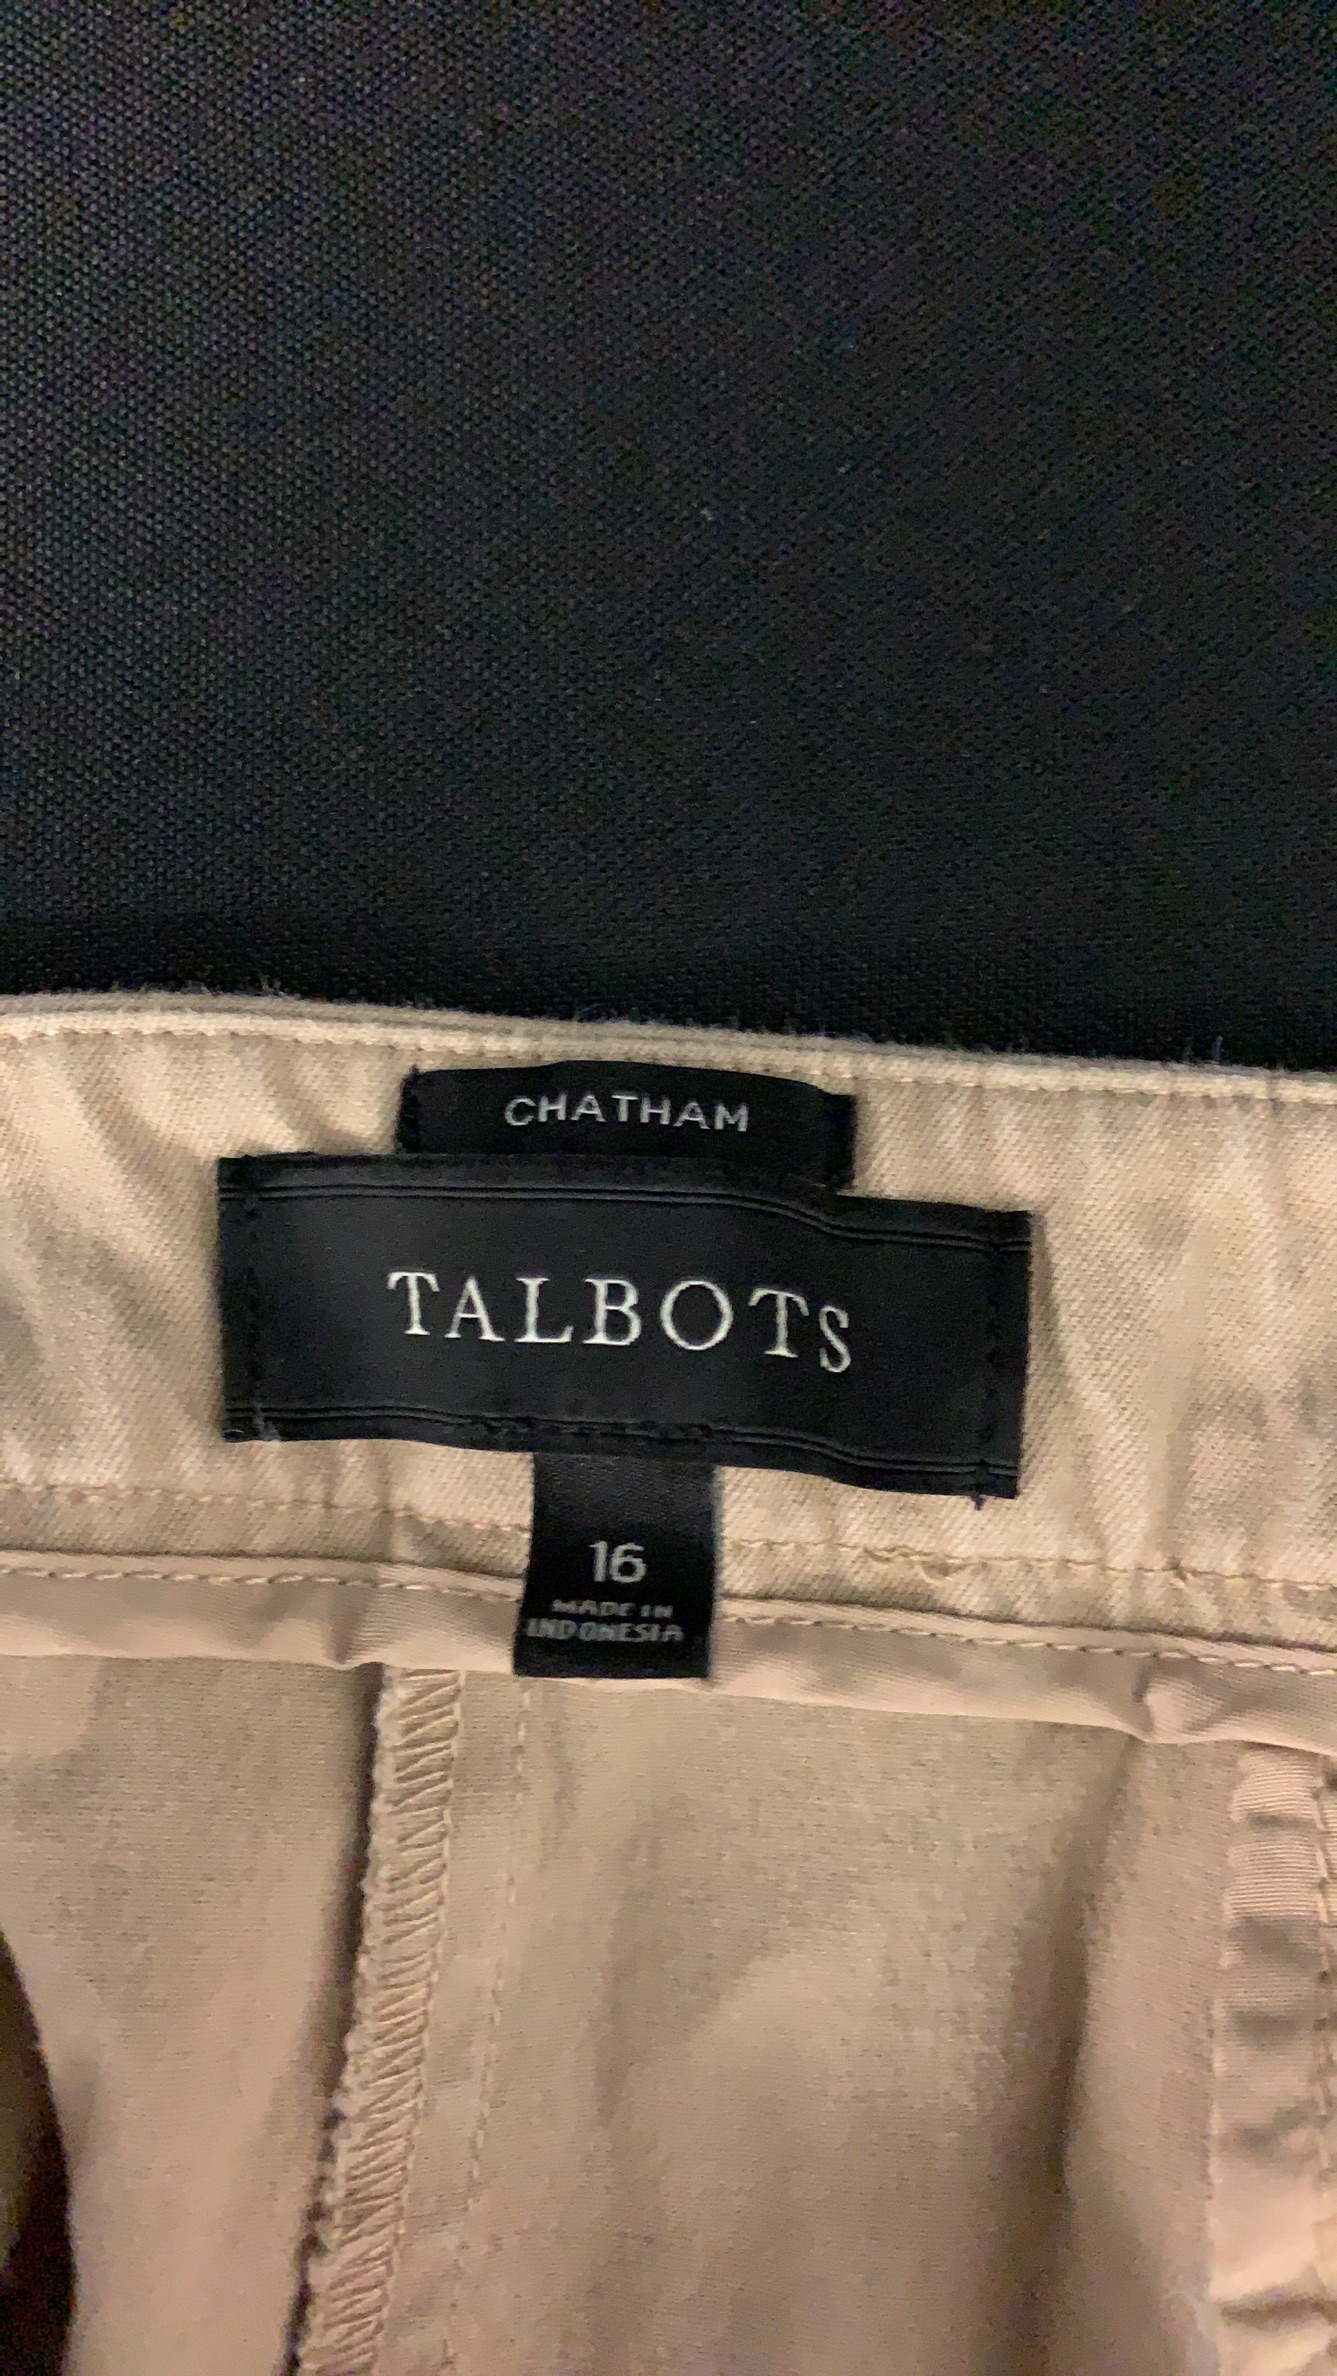 CHATHAM
TALBOTS
16
MADE IN
INDONESIA